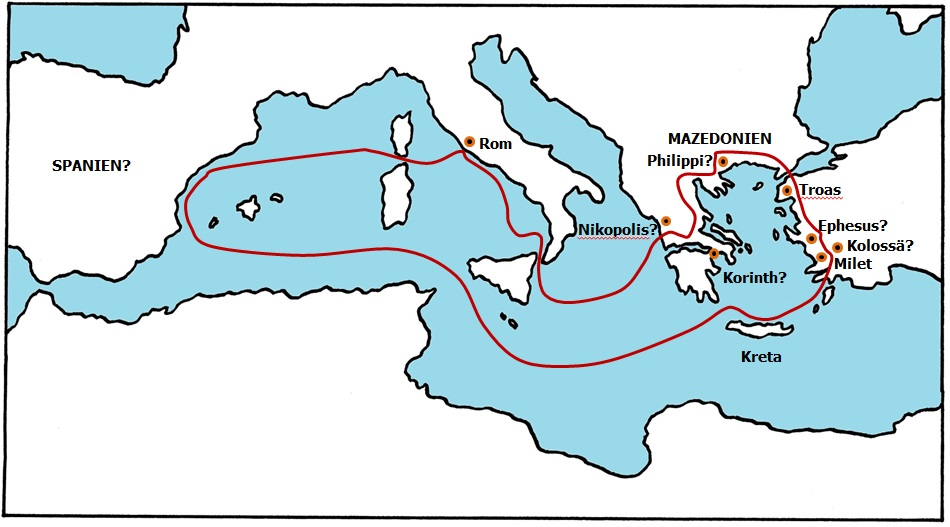 MAZEDONIEN
Rom
SPANIEN?
Philippi?
Troas
Nikopolis?
Ephesus?
Kolossä?
Milet
Korinth?
Kreta